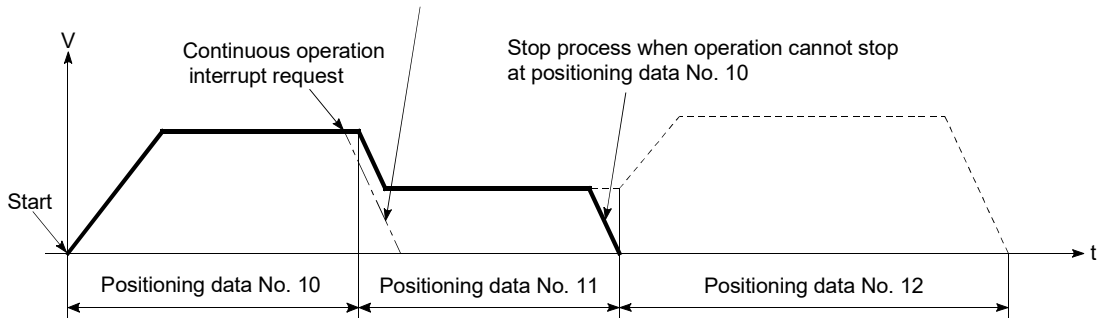 V
Continuous operation
interrupt request
Stop process when operation cannot stop
at positioning data No. 10
Start
t
Positioning data No. 10
Positioning data No. 11
Positioning data No. 12